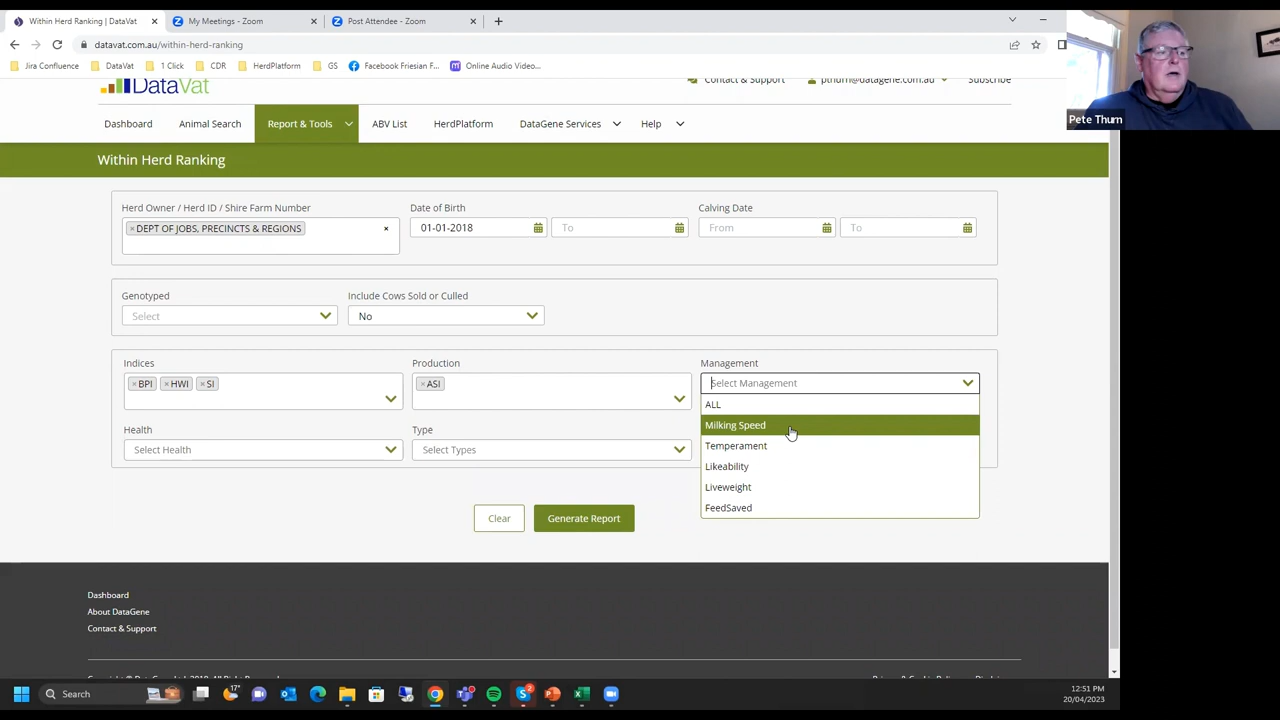 Within Herd Ranking | DataVat
My Meetings - Zoom
Post Attendee - Zoom
datavat.com.au/within-herd-ranking
Jira Confluence
DataVat
1 Click
CDR
HerdPlatform
GS
Facebook Friesian F...
Online Audio Video...
DataVat
Contact & Support
pthurn@datagene.com.au
Subscribe
Pete Thurn
Dashboard
Animal Search
Report & Tools
ABV List
HerdPlatform
DataGene Services
Help
Within Herd Ranking
Herd Owner / Herd ID / Shire Farm Number
Date of Birth
Calving Date
× DEPT OF JOBS, PRECINCTS & REGIONS
×
01-01-2018
To
From
To
Genotyped
Include Cows Sold or Culled
Select
No
Indices
Production
Management
× BPI
× HWI
× SI
× ASI
Select Management
ALL
Milking Speed
Temperament
Likeability
Liveweight
FeedSaved
Health
Type
Select Health
Select Types
Clear
Generate Report
Dashboard
About DataGene
Contact & Support
Search
17°
2
12:51 PM
20/04/2023